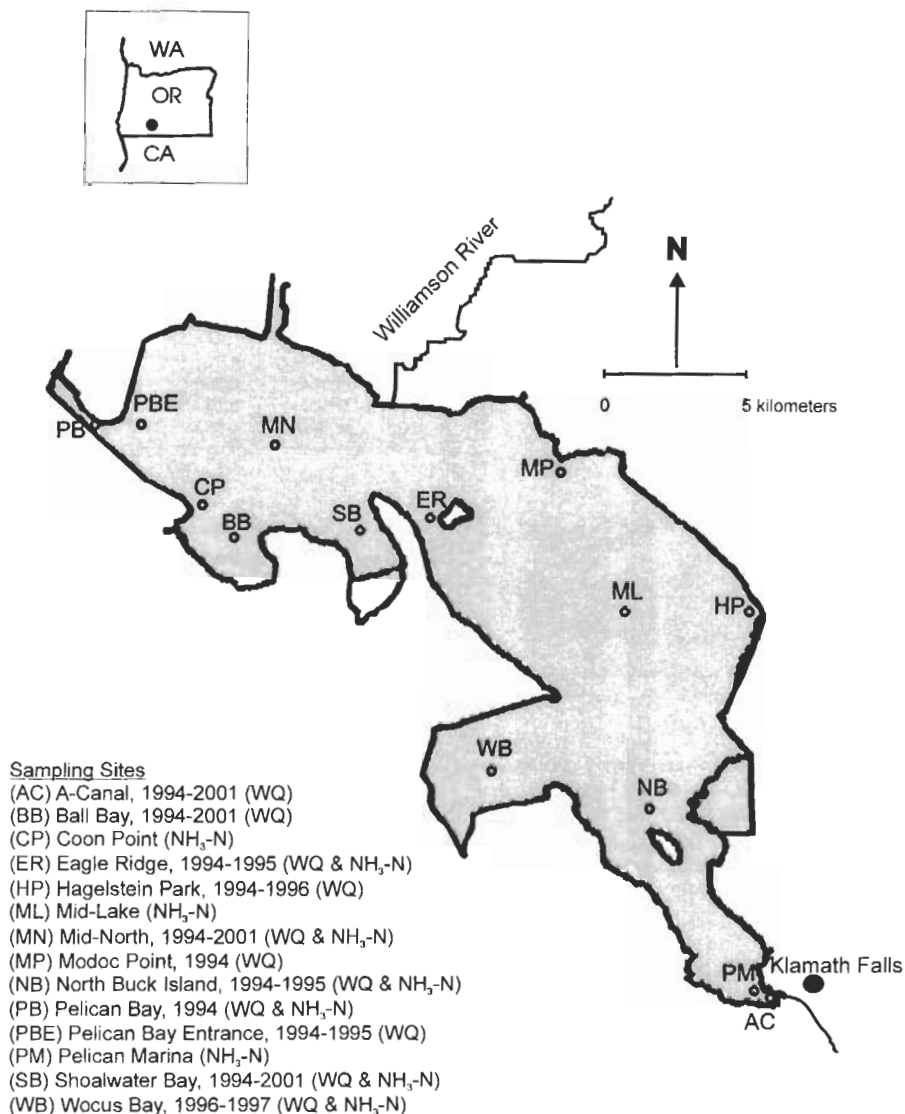 WA
OR
CA
Williamson River
N
0 5 kilometers
PBE
PB
MN
MP
CP
ER
SB
BB
ML
HP
WB
NB
Klamath Falls
PM
AC
Sampling Sites
(AC) A-Canal, 1994-2001 (WQ)
(BB) Ball Bay, 1994-2001 (WQ)
(CP) Coon Point (NH₃-N)
(ER) Eagle Ridge, 1994-1995 (WQ & NH₃-N)
(HP) Hagelstein Park, 1994-1996 (WQ)
(ML) Mid-Lake (NH₃-N)
(MN) Mid-North, 1994-2001 (WQ & NH₃-N)
(MP) Modoc Point, 1994 (WQ)
(NB) North Buck Island, 1994-1995 (WQ & NH₃-N)
(PB) Pelican Bay, 1994 (WQ & NH₃-N)
(PBE) Pelican Bay Entrance, 1994-1995 (WQ)
(PM) Pelican Marina (NH₃-N)
(SB) Shoalwater Bay, 1994-2001 (WQ & NH₃-N)
(WB) Wocus Bay, 1996-1997 (WQ & NH₃-N)